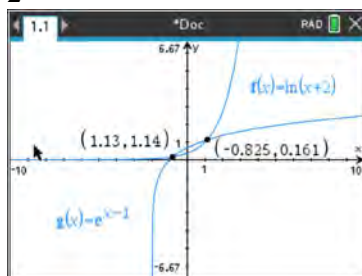 1.1
*Doc
RAD
6.67
y
f(x)=ln(x+2)
(1.13,1.14)
1
(-0.825,0.161)
x
-10
1
10
g(x)=e^x-1
-6.67